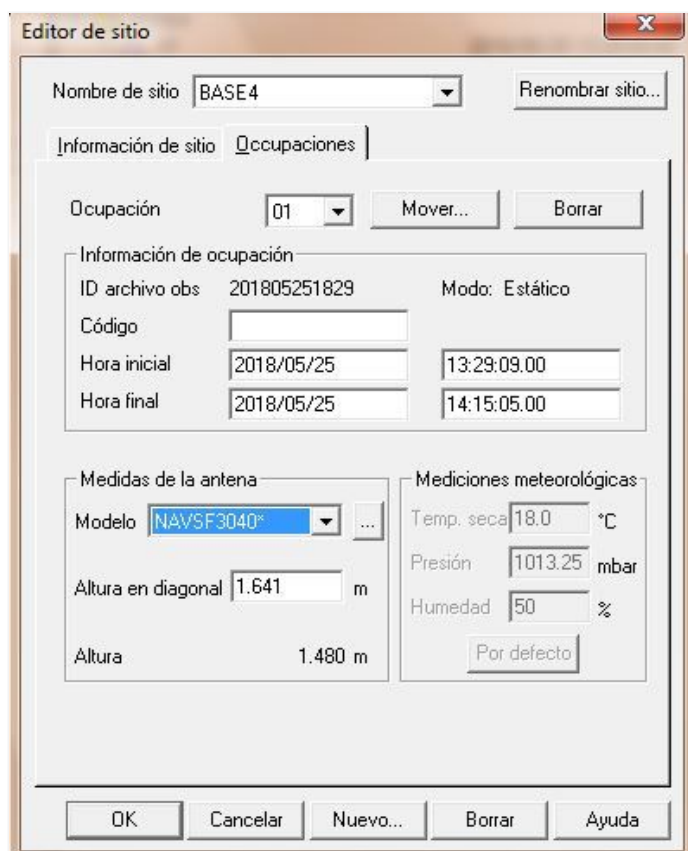 Editor de sitio
Nombre de sitio BASE4 Renombrar sitio...
Información de sitio Occupaciones
Ocupación 01 Mover... Borrar
Información de ocupación
ID archivo obs 201805251829 Modo: Estático
Código
Hora inicial 2018/05/25 13:29:09.00
Hora final 2018/05/25 14:15:05.00
Medidas de la antena Mediciones meteorológicas
Modelo NAVSF3040* ... Temp. seca 18.0 °C
Presión 1013.25 mbar
Altura en diagonal 1.641 m
Humedad 50 %
Altura 1.480 m Por defecto
OK Cancelar Nuevo... Borrar Ayuda